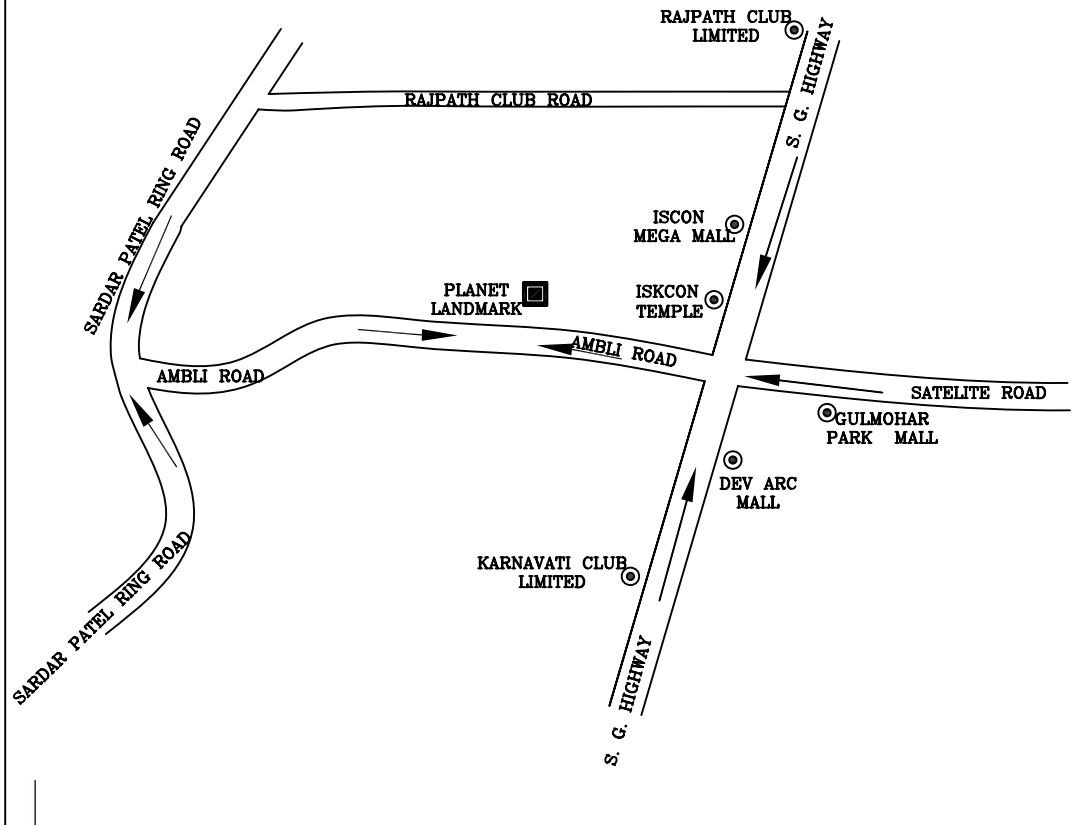 RAJPATH CLUB
LIMITED
S. G. HIGHWAY
RAJPATH CLUB ROAD
SARDAR PATEL RING ROAD
ISCON
MEGA MALL
PLANET
LANDMARK
ISKCON
TEMPLE
AMBLI ROAD
AMBLI ROAD
SATELITE ROAD
GULMOHAR
PARK MALL
DEV ARC
MALL
KARNAVATI CLUB
LIMITED
SARDAR PATEL RING ROAD
S. G. HIGHWAY